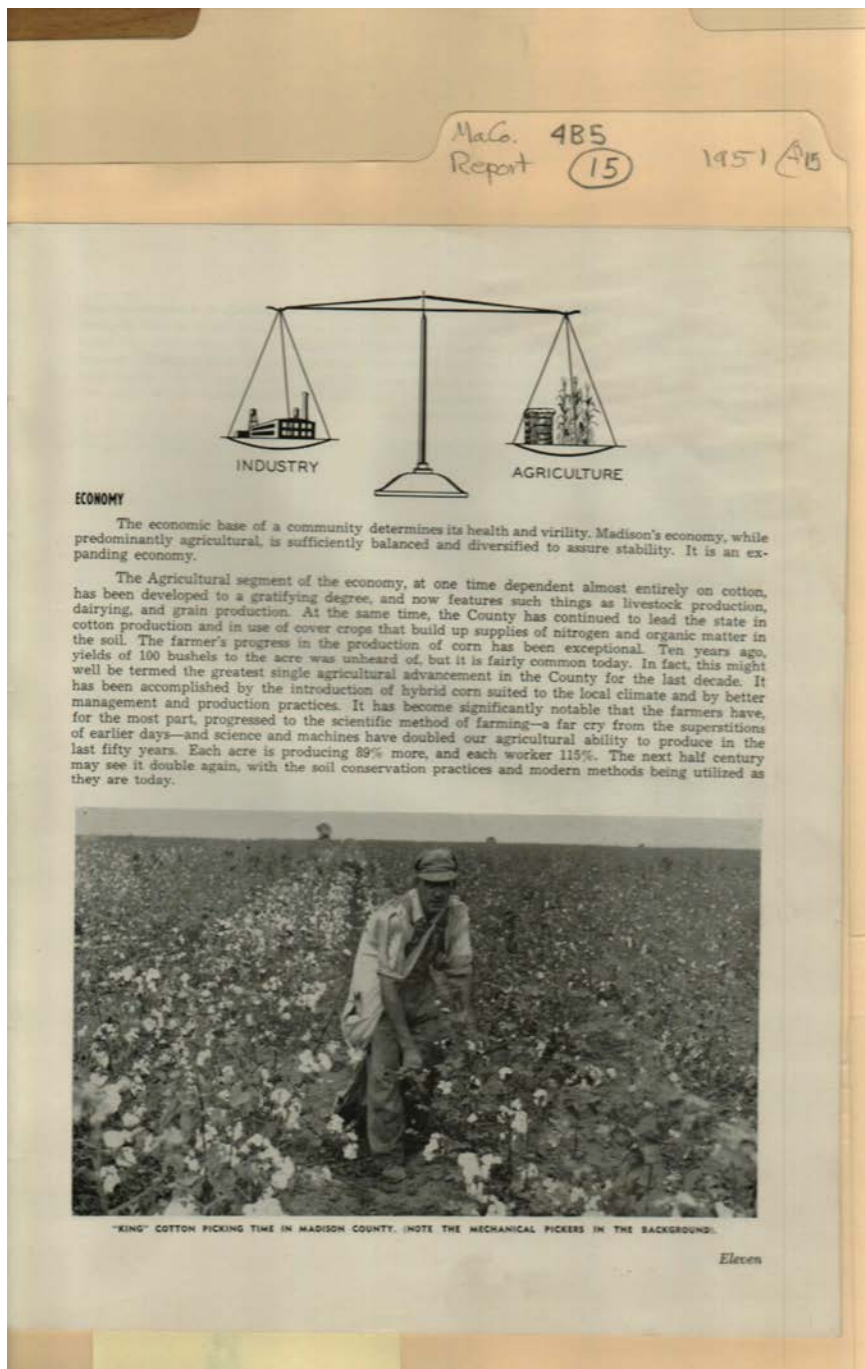 MaCo. 4B5
Report 15 1951
INDUSTRY
AGRICULTURE
ECONOMY
The economic base of a community determines its health and virility. Madison's economy, while
predominantly agricultural, is sufficiently balanced and diversified to assure stability. It is an ex-
panding economy.
The Agricultural segment of the economy, at one time dependent almost entirely on cotton,
has been developed to a gratifying degree, and now features such things as livestock production,
dairying, and grain production. At the same time, the County has continued to lead the state in
cotton production and in use of cover crops that build up supplies of nitrogen and organic matter in
the soil. The farmer's progress in the production of corn has been exceptional. Ten years ago,
yields of 100 bushels to the acre was unheard of, but it is fairly common today. In fact, this might
well be termed the greatest single agricultural advancement in the County for the last decade. It
has been accomplished by the introduction of hybrid corn suited to the local climate and by better
management and production practices. It has become significantly notable that the farmers have,
for the most part, progressed to the scientific method of farming—a far cry from the superstitions
of earlier days—and science and machines have doubled our agricultural ability to produce in the
last fifty years. Each acre is producing 89% more, and each worker 115%. The next half century
may see it double again, with the soil conservation practices and modern methods being utilized as
they are today.
"KING" COTTON PICKING TIME IN MADISON COUNTY. (NOTE THE MECHANICAL PICKERS IN THE BACKGROUND).
Eleven